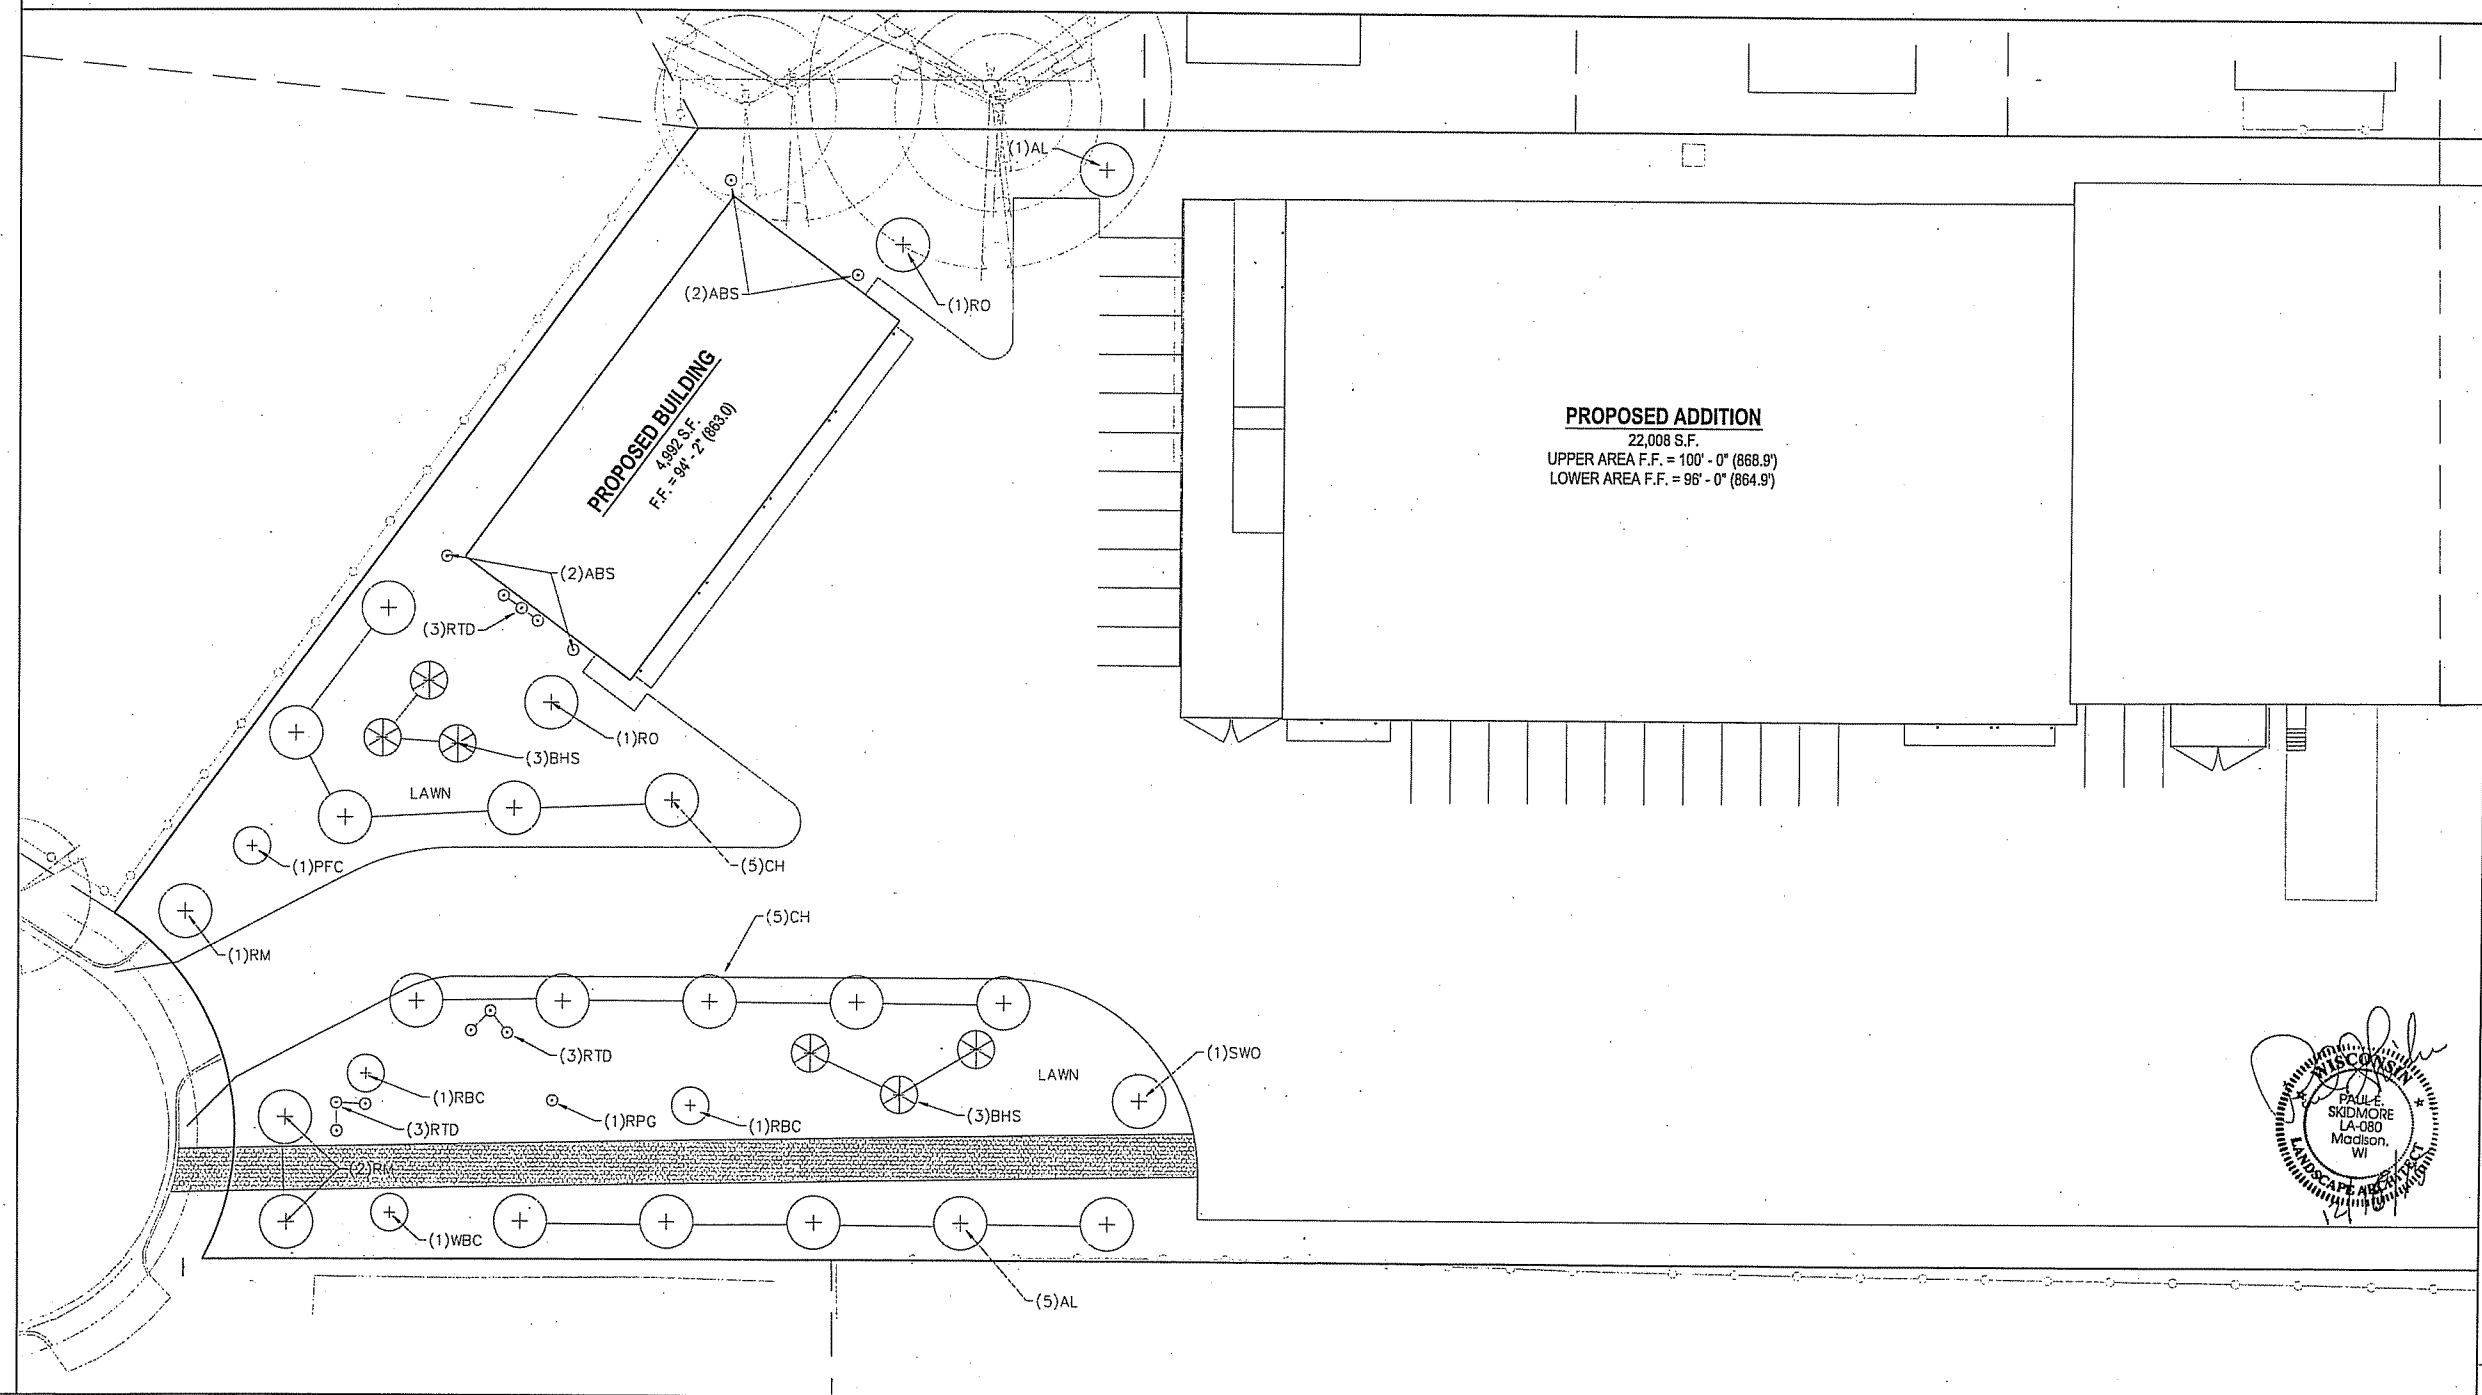 (1)AL
(2)ABS
(1)RO
PROPOSED BUILDING
4,992 S.F.
F.F. = 94' - 2" (863.0)
PROPOSED ADDITION
22,008 S.F.
UPPER AREA F.F. = 100' - 0" (868.9')
LOWER AREA F.F. = 96' - 0" (864.9')
(2)ABS
(3)RTD
(1)RO
(3)BHS
LAWN
(1)PFC
(5)CH
(1)RM
(5)CH
(3)RTD
(1)SWO
LAWN
(1)RBC
(3)RTD
(1)RPG
(1)RBC
(3)BHS
(2)RM
(1)WBC
(5)AL
WISCONSIN
PAUL E.
SKIDMORE
LA-080
Madison,
WI
LANDSCAPE ARCHITECT